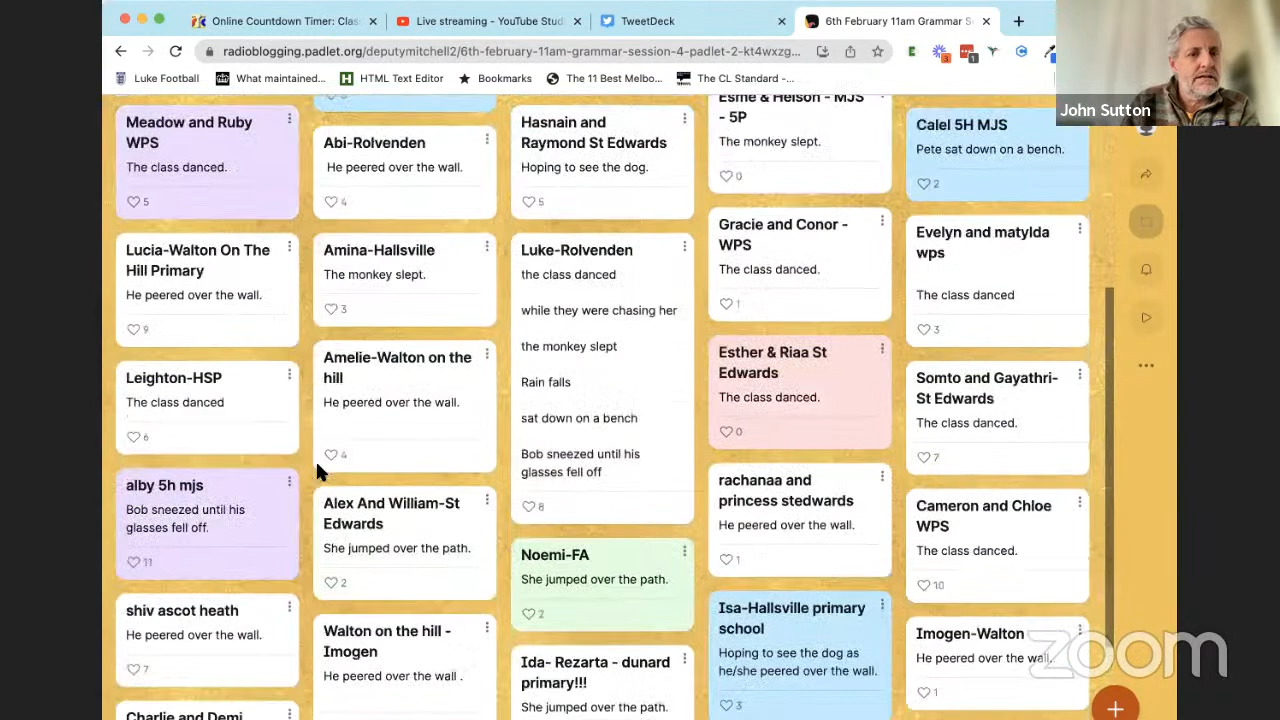 Online Countdown Timer: Clas
Live streaming - YouTube Stud
TweetDeck
6th February 11am Grammar S
radioblogging.padlet.org/deputymitchell2/6th-february-11am-grammar-session-4-padlet-2-kt4wxzg...
3
1
Luke Football
What maintained...
HTML Text Editor
Bookmarks
The 11 Best Melbo...
The CL Standard -...
John Sutton
Meadow and Ruby
WPS
The class danced.
5
Lucia-Walton On The
Hill Primary
He peered over the wall.
9
Leighton-HSP
The class danced
6
alby 5h mjs
Bob sneezed until his
glasses fell off.
11
shiv ascot heath
He peered over the wall.
7
Charlie and Demi
Abi-Rolvenden
He peered over the wall.
4
Amina-Hallsville
The monkey slept.
3
Amelie-Walton on the
hill
He peered over the wall.
4
Alex And William-St
Edwards
She jumped over the path.
2
Walton on the hill -
Imogen
He peered over the wall .
Hasnain and
Raymond St Edwards
Hoping to see the dog.
5
Luke-Rolvenden
the class danced
while they were chasing her
the monkey slept
Rain falls
sat down on a bench
Bob sneezed until his
glasses fell off
8
Noemi-FA
She jumped over the path.
2
Ida- Rezarta - dunard
primary!!!
She jumped over the path.
Esme & Helson - MJS
- 5P
The monkey slept.
0
Gracie and Conor -
WPS
The class danced.
1
Esther & Riaa St
Edwards
The class danced.
0
rachanaa and
princess stedwards
He peered over the wall.
1
Isa-Hallsville primary
school
Hoping to see the dog as
he/she peered over the wall.
3
Calel 5H MJS
Pete sat down on a bench.
2
Evelyn and matylda
wps
The class danced
3
Somto and Gayathri-
St Edwards
The class danced.
7
Cameron and Chloe
WPS
The class danced.
10
Imogen-Walton
He peered over the wall.
1
zoom